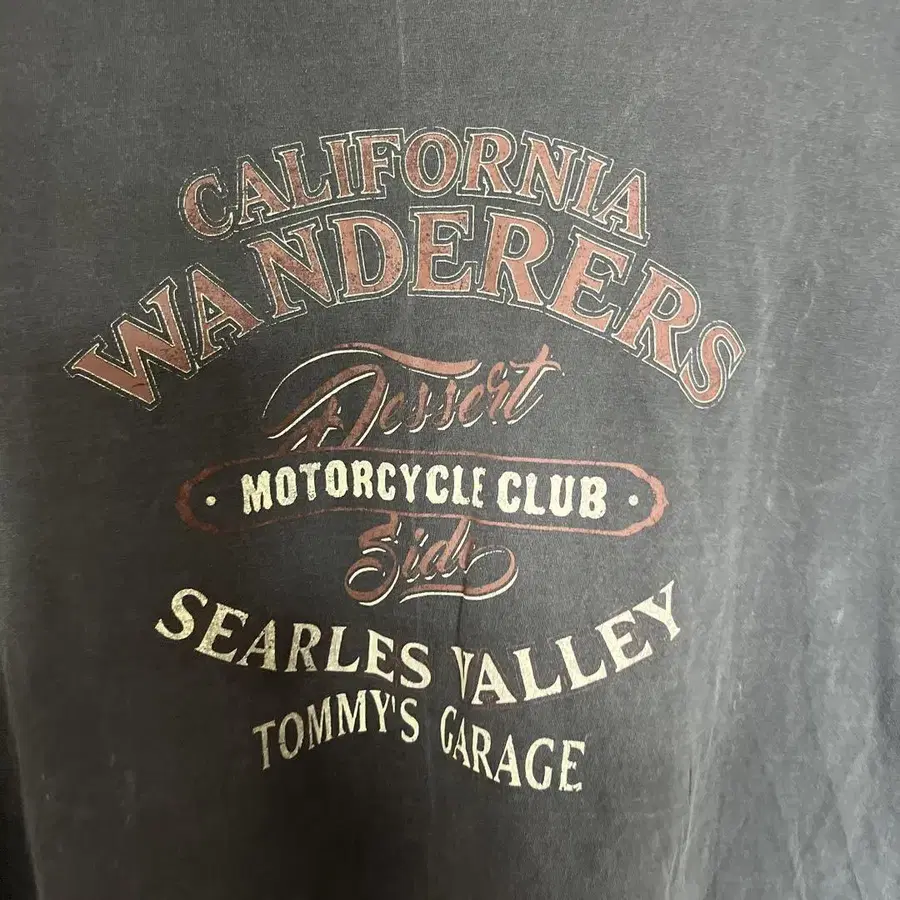 CALIFORNIA
WANDERERS
Dessert
· MOTORCYCLE CLUB ·
Side
SEARLES VALLEY
TOMMY'S GARAGE